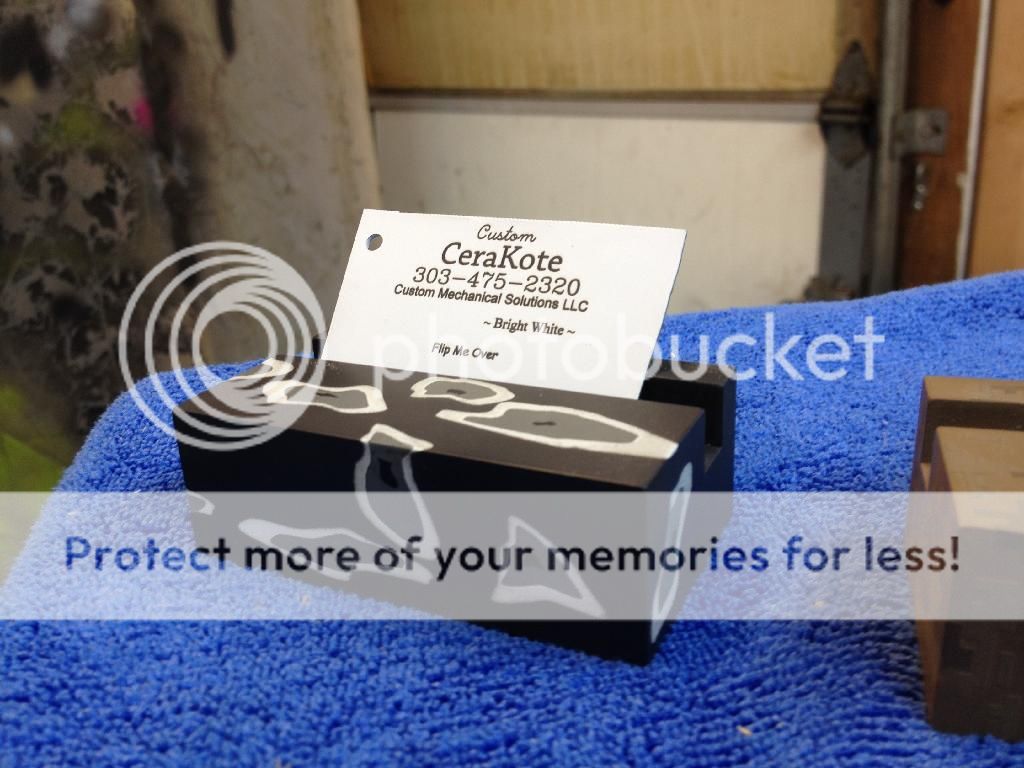 Custom
CeraKote
303-475-2320
Custom Mechanical Solutions LLC
~ Bright White ~
Flip Me Over
photobucket
Protect more of your memories for less!